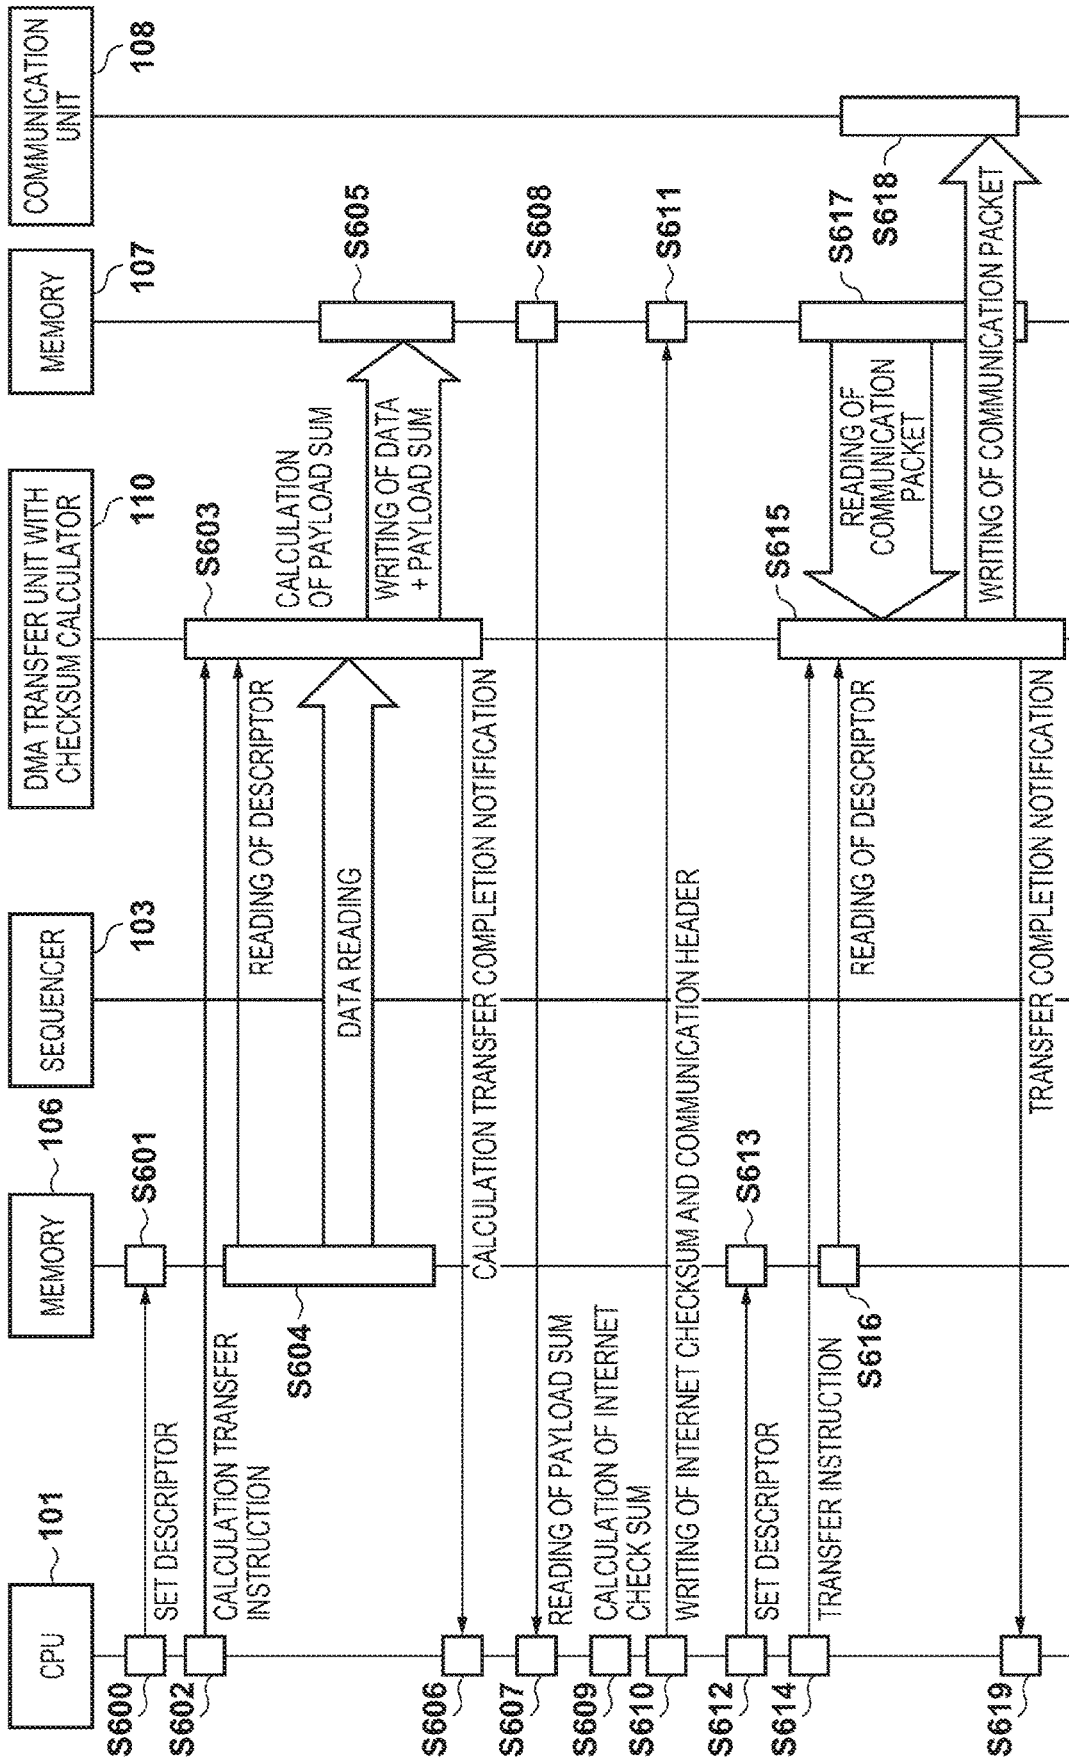 CPU
101
MEMORY
106
SEQUENCER
103
DMA TRANSFER UNIT WITH
CHECKSUM CALCULATOR
110
MEMORY
107
COMMUNICATION
UNIT
108
S600
SET DESCRIPTOR
S601
S602
CALCULATION TRANSFER
INSTRUCTION
S603
READING OF DESCRIPTOR
S604
DATA READING
CALCULATION
OF PAYLOAD SUM
WRITING OF DATA
+ PAYLOAD SUM
S605
S606
CALCULATION TRANSFER COMPLETION NOTIFICATION
S607
READING OF PAYLOAD SUM
S608
S609
CALCULATION OF INTERNET
CHECK SUM
S610
WRITING OF INTERNET CHECKSUM AND COMMUNICATION HEADER
S611
S612
SET DESCRIPTOR
S613
S614
TRANSFER INSTRUCTION
S615
S616
READING OF DESCRIPTOR
READING OF
COMMUNICATION
PACKET
S617
S618
WRITING OF COMMUNICATION PACKET
S619
TRANSFER COMPLETION NOTIFICATION